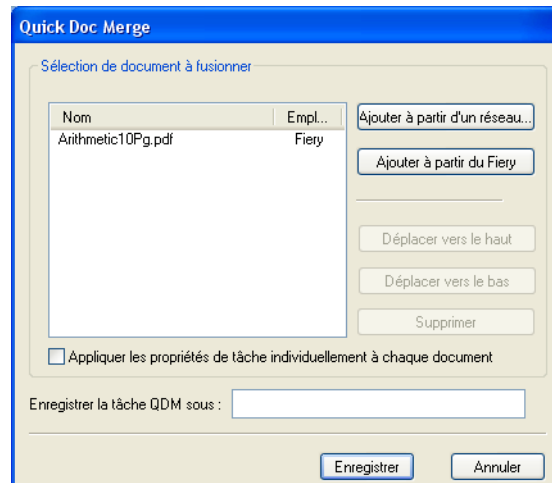 Quick Doc Merge
Sélection de document à fusionner
Nom Empl...
Arithmetic10Pg.pdf Fiery
Ajouter à partir d'un réseau...
Ajouter à partir du Fiery
Déplacer vers le haut
Déplacer vers le bas
Supprimer
Appliquer les propriétés de tâche individuellement à chaque document
Enregistrer la tâche QDM sous :
Enregistrer Annuler